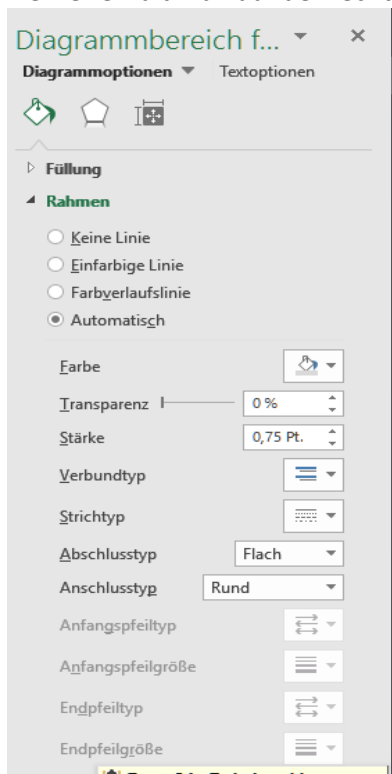 Diagrammbereich f...
Diagrammoptionen Textoptionen
Füllung
Rahmen
Keine Linie
Einfarbige Linie
Farbverlaufslinie
Automatisch
Farbe
Transparenz 0 %
Stärke 0,75 Pt.
Verbundtyp
Strichtyp
Abschlusstyp Flach
Anschlusstyp Rund
Anfangspfeiltyp
Anfangspfeilgröße
Endpfeiltyp
Endpfeilgröße